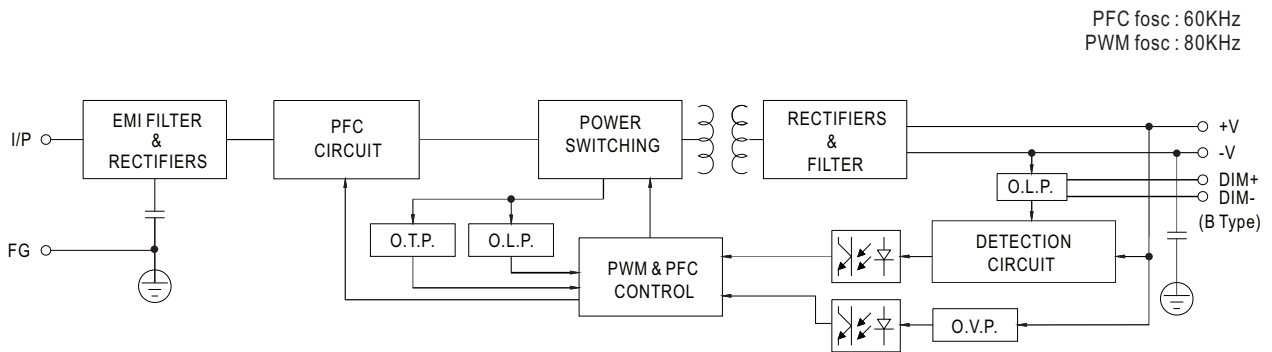 PFC fosc : 60KHz
PWM fosc : 80KHz
I/P
EMI FILTER
&
RECTIFIERS
PFC
CIRCUIT
POWER
SWITCHING
RECTIFIERS
&
FILTER
+V
-V
DIM+
DIM-
(B Type)
O.L.P.
FG
O.T.P.
O.L.P.
PWM & PFC
CONTROL
DETECTION
CIRCUIT
O.V.P.